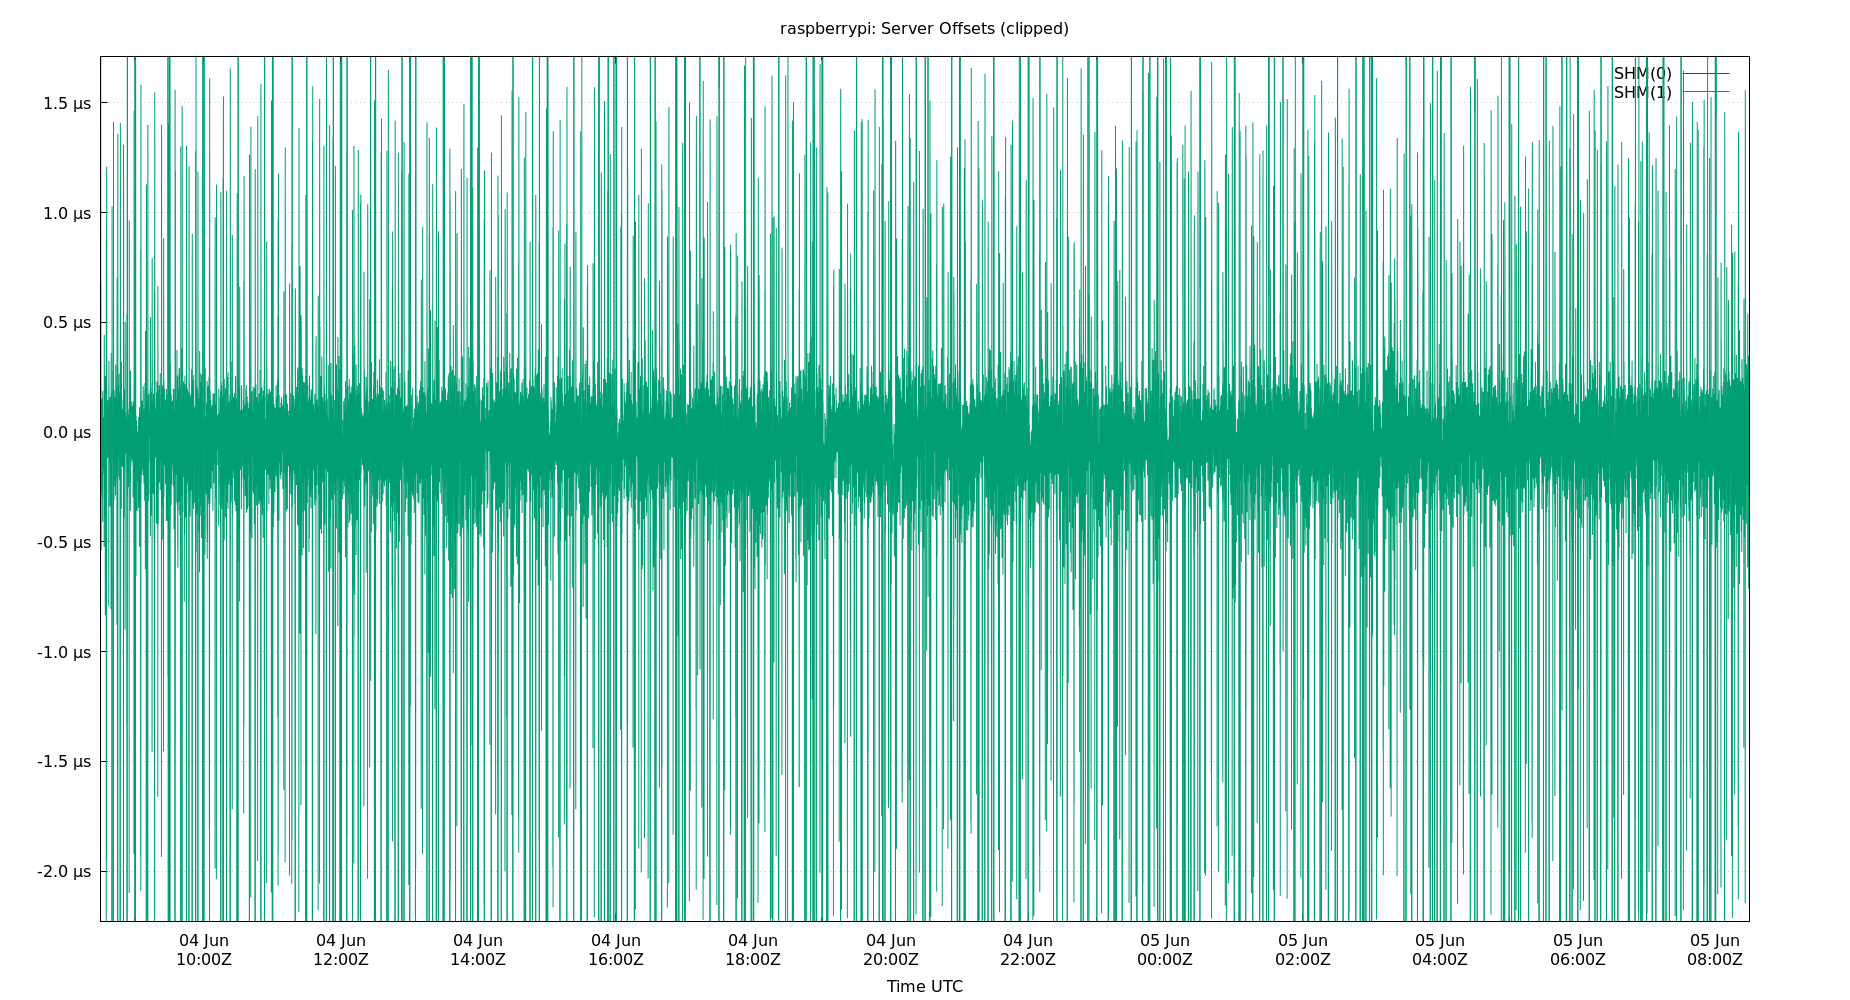 raspberrypi: Server Offsets (clipped)
SHM(0)
SHM(1)
1.5 µs
1.0 µs
0.5 µs
0.0 µs
-0.5 µs
-1.0 µs
-1.5 µs
-2.0 µs
04 Jun 04 Jun 04 Jun 04 Jun 04 Jun 04 Jun 04 Jun 05 Jun 05 Jun 05 Jun 05 Jun 05 Jun
10:00Z 12:00Z 14:00Z 16:00Z 18:00Z 20:00Z 22:00Z 00:00Z 02:00Z 04:00Z 06:00Z 08:00Z
Time UTC